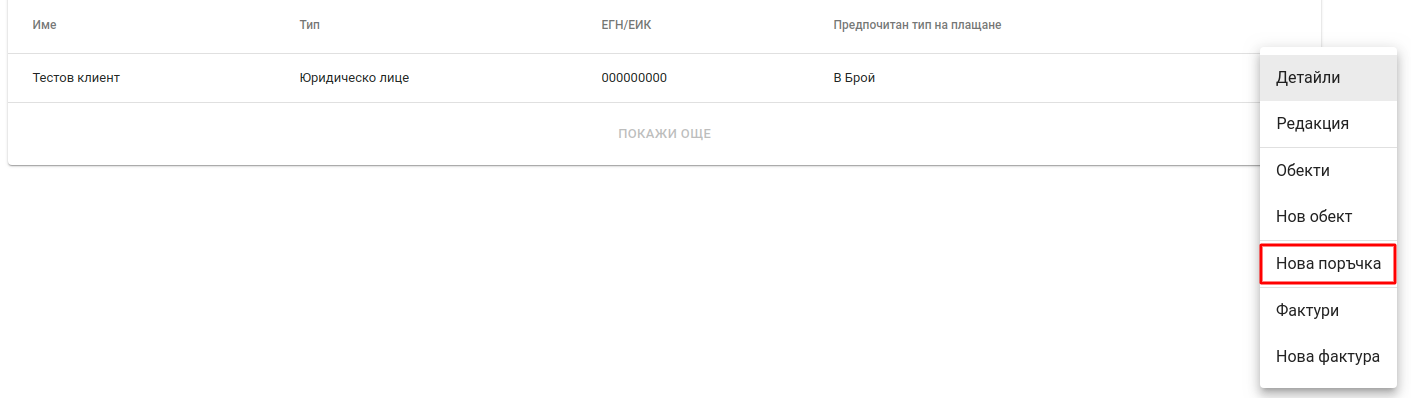 Име Тип ЕГН/ЕИК Предпочитан тип на плащане
Тестов клиент Юридическо лице 000000000 В Брой
ПОКАЖИ ОЩЕ
Детайли
Редакция
Обекти
Нов обект
Нова поръчка
Фактури
Нова фактура